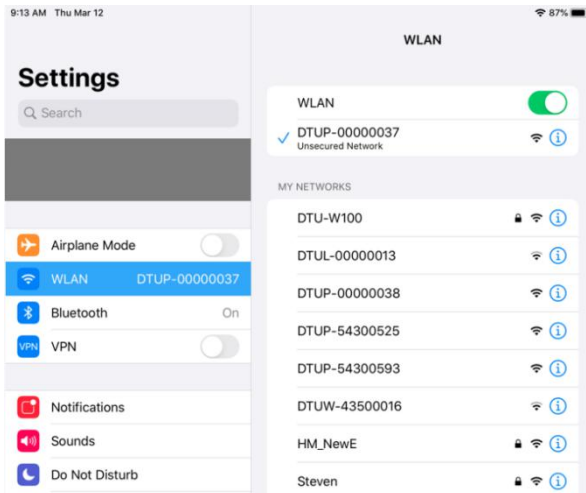 9:13 AM Thu Mar 12
87%
Settings
Search
Airplane Mode
WLAN DTUP-00000037
Bluetooth On
VPN VPN
Notifications
Sounds
Do Not Disturb
WLAN
WLAN
DTUP-00000037
Unsecured Network
MY NETWORKS
DTU-W100
DTUL-00000013
DTUP-00000038
DTUP-54300525
DTUP-54300593
DTUW-43500016
HM_NewE
Steven